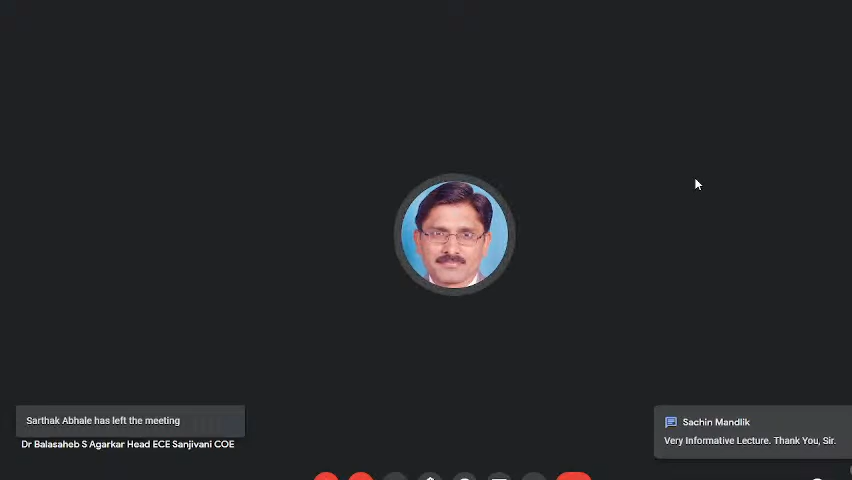 Sarthak Abhale has left the meeting
Dr Balasaheb S Agarkar Head ECE Sanjivani COE
Sachin Mandlik
Very Informative Lecture. Thank You, Sir.